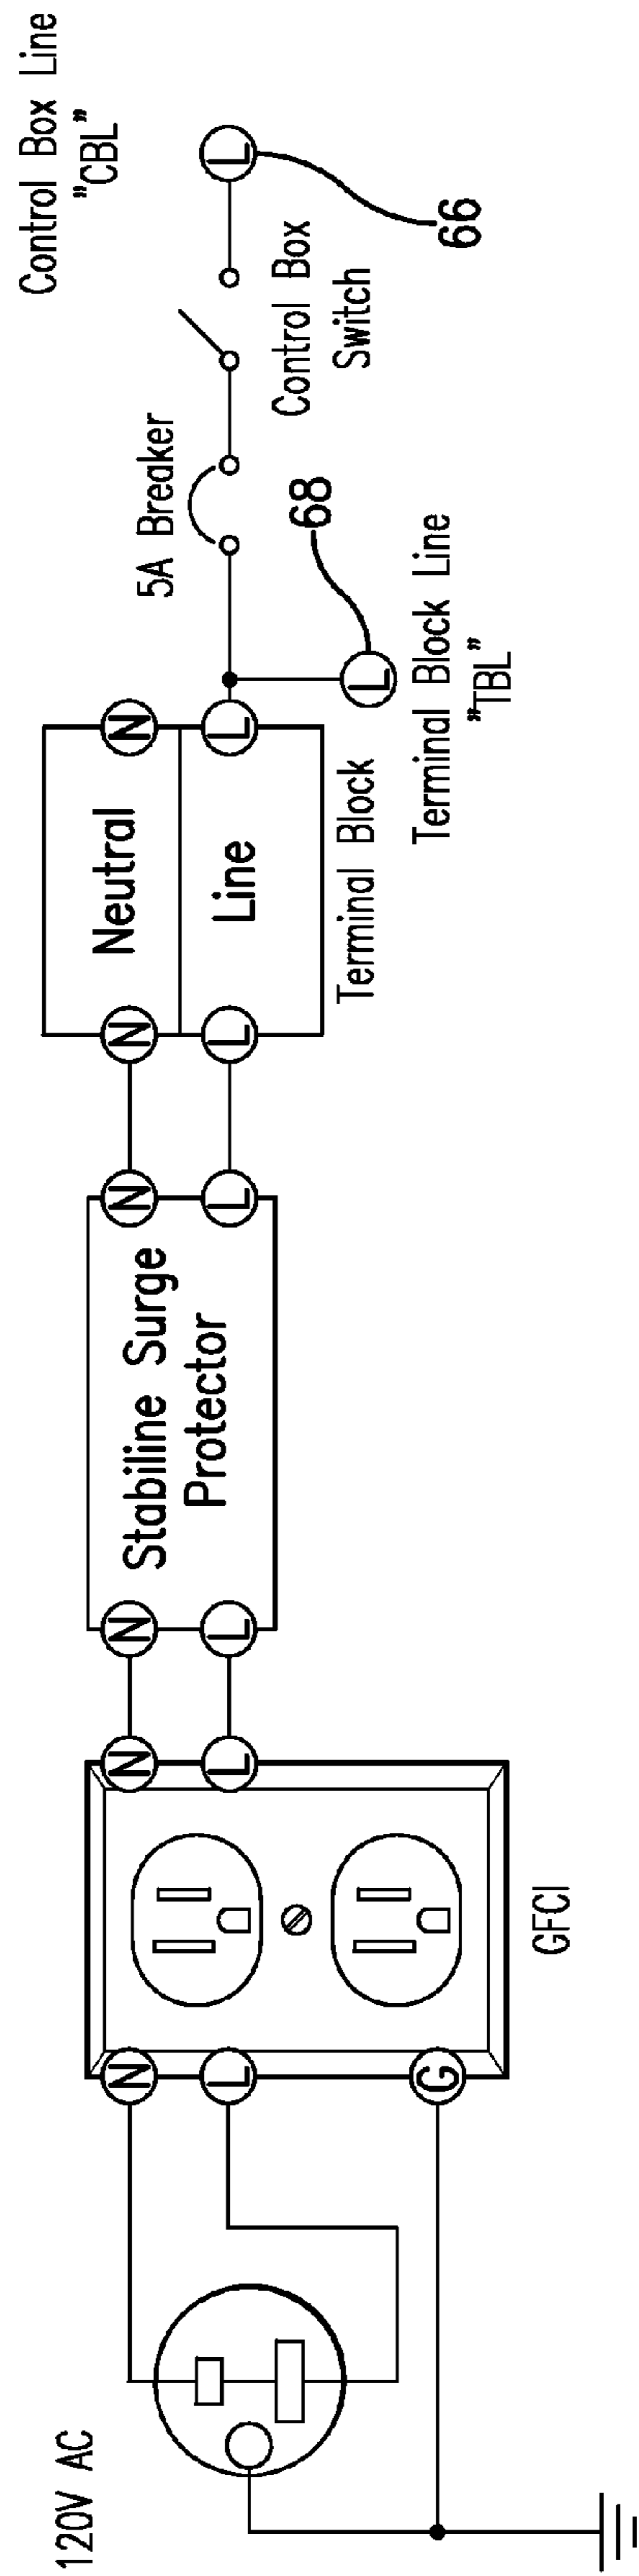 120V AC
N
L
G
GFCI
N
L
N
L
Stabiline Surge
Protector
N
L
N
L
Neutral
Line
Terminal Block
N
L
L
68
Terminal Block Line
"TBL"
5A Breaker
Control Box
Switch
Control Box Line
"CBL"
L
66